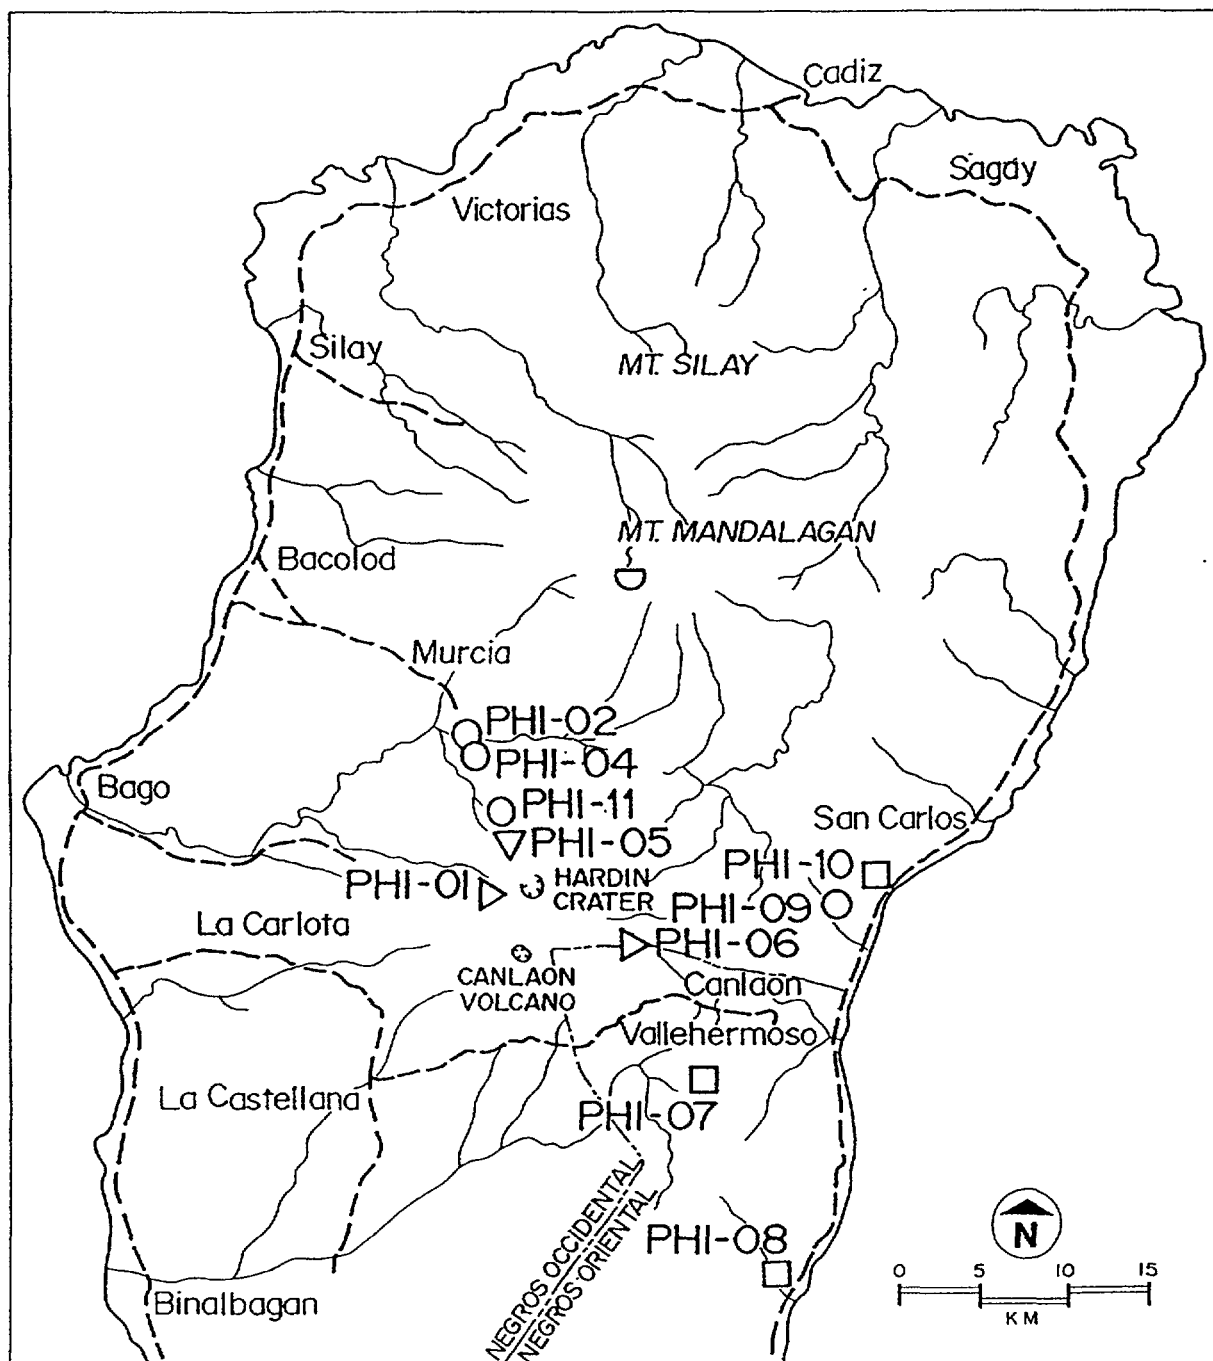 Cadiz
Sagay
Victorias
Silay
MT. SILAY
MT. MANDALAGAN
Bacolod
Murcia
PHI-02
PHI-04
Bago
PHI-11
San Carlos
PHI-05
PHI-10
PHI-01
HARDIN
CRATER
PHI-09
La Carlota
PHI-06
CANLAON
VOLCANO
Canlaon
Vallehermoso
La Castellana
PHI-07
NEGROS OCCIDENTAL
NEGROS ORIENTAL
PHI-08
N
0 5 10 15
KM
Binalbagan